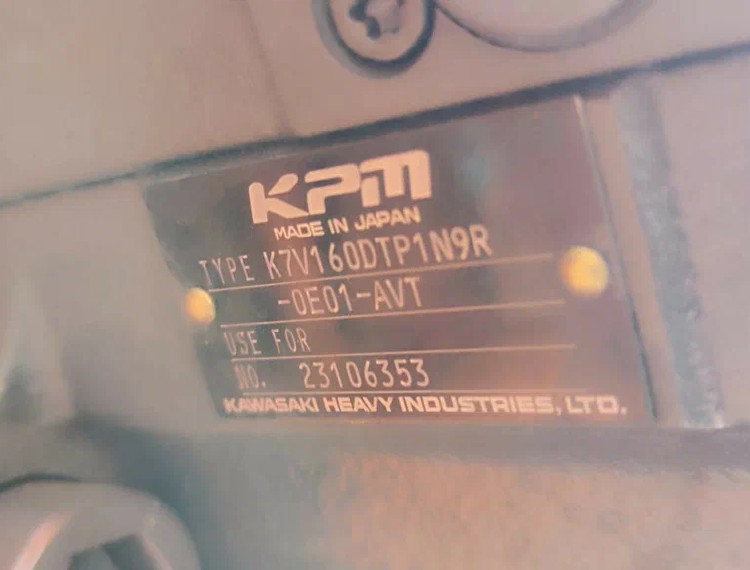 KPM
MADE IN JAPAN
TYPE K7V160DTP1N9R
-0E01-AVT
USE FOR
NO. 23106353
KAWASAKI HEAVY INDUSTRIES, LTD.